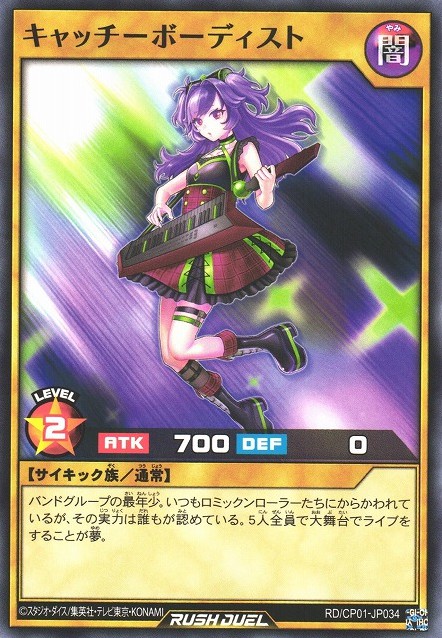 キャッチーボーディスト
やみ
闇
LEVEL
2
ATK 700 DEF 0
【サイキック族/通常】
バンドグループの最年少。いつもロミックンローラーたちにからかわれ
ているが、その実力は誰もが認めている。5人全員で大舞台でライブを
することが夢。
©スタジオ・ダイス/集英社・テレビ東京・KONAMI
RUSH DUEL
RD/CP01-JP034